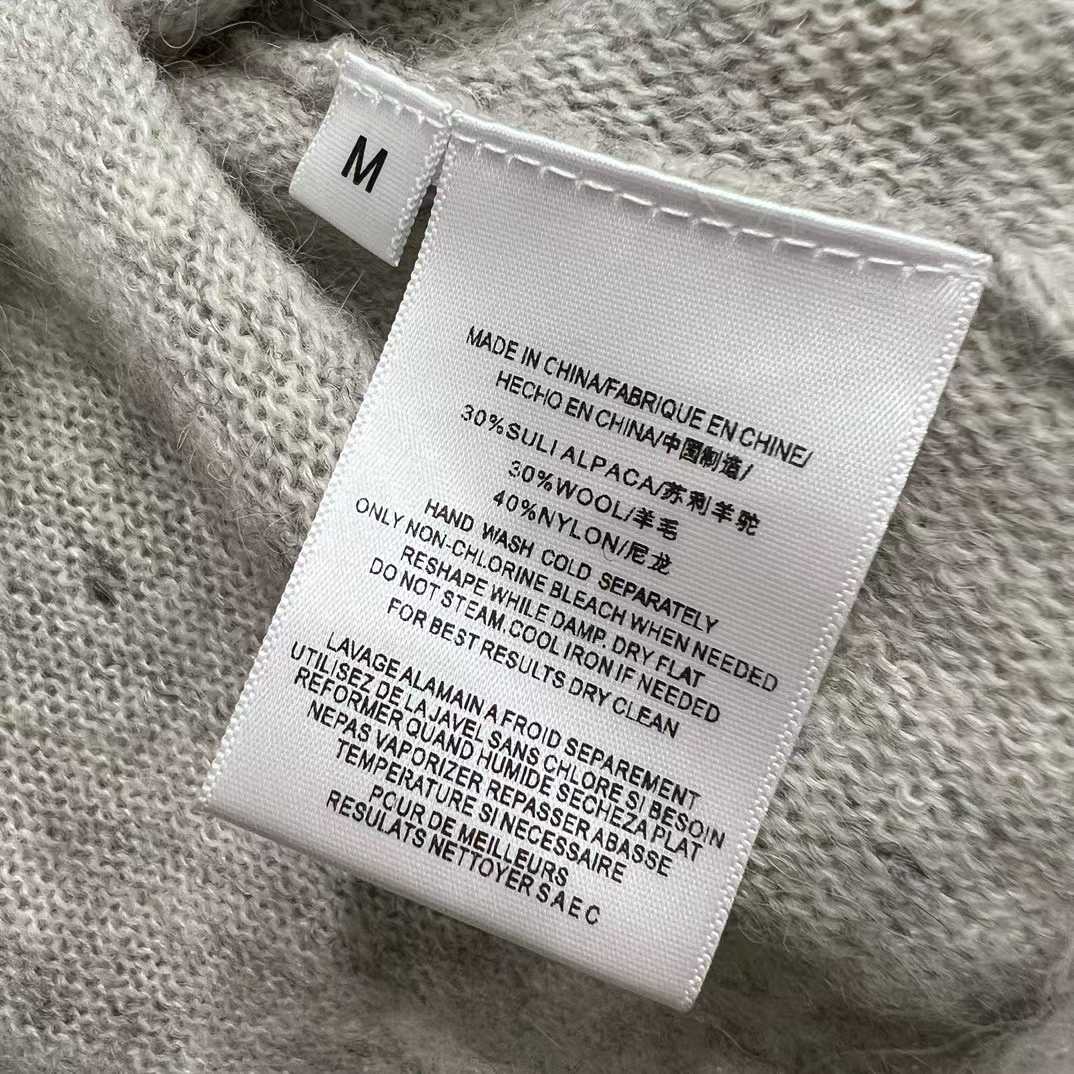 M
MADE IN CHINA/FABRIQUE EN CHINE/
HECHO EN CHINA/中国制造/
30%SULI ALPACA/苏利羊驼
30%WOOL/羊毛
40%NYLON/尼龙
HAND WASH COLD SEPARATELY
ONLY NON-CHLORINE BLEACH WHEN NEEDED
RESHAPE WHILE DAMP, DRY FLAT
DO NOT STEAM.COOL IRON IF NEEDED
FOR BEST RESULTS DRY CLEAN
LAVAGE ALAMAIN A FROID SEPAREMENT
UTILISEZ DE LA JAVEL SANS CHLORE SI BESOIN
REFORMER QUAND HUMIDE SECHEZA PLAT
NEPAS VAPORIZER REPASSER ABASSE
TEMPERATURE SI NECESSAIRE
POUR DE MEILLEURS
RESULATS NETTOYER S A E C